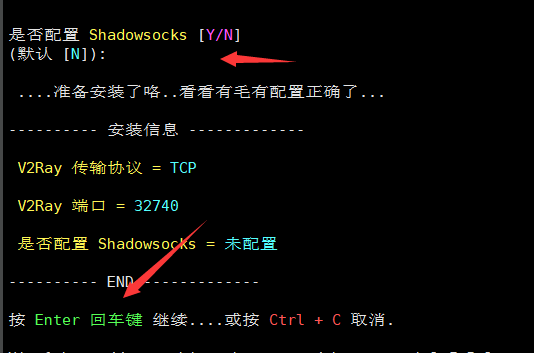 是否配置 Shadowsocks [Y/N]
(默认 [N]):
....准备安装了咯..看看有毛有配置正确了...
---------- 安装信息 -------------
V2Ray 传输协议 = TCP
V2Ray 端口 = 32740
是否配置 Shadowsocks = 未配置
---------- END -------------
按 Enter 回车键 继续....或按 Ctrl + C 取消.